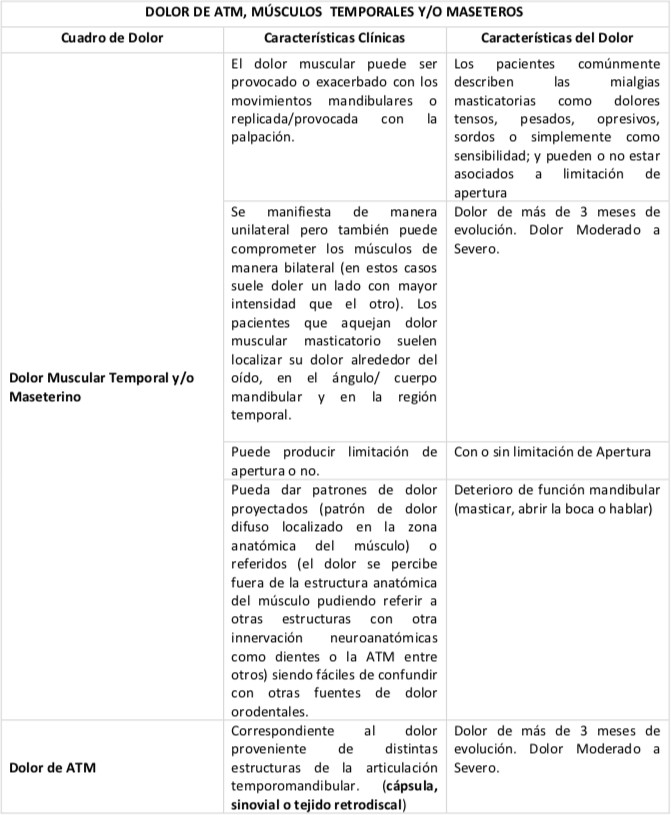 DOLOR DE ATM, MÚSCULOS TEMPORALES Y/O MASETEROS
Cuadro de Dolor
Características Clínicas
Características del Dolor
Dolor Muscular Temporal y/o
Maseterino
El dolor muscular puede ser
provocado o exacerbado con los
movimientos mandibulares o
replicada/provocada con la
palpación.
Los pacientes comúnmente
describen las mialgias
masticatorias como dolores
tensos, pesados, opresivos,
sordos o simplemente como
sensibilidad; y pueden o no estar
asociados a limitación de
apertura
Se manifiesta de manera
unilateral pero también puede
comprometer los músculos de
manera bilateral (en estos casos
suele doler un lado con mayor
intensidad que el otro). Los
pacientes que aquejan dolor
muscular masticatorio suelen
localizar su dolor alrededor del
oído, en el ángulo/ cuerpo
mandibular y en la región
temporal.
Dolor de más de 3 meses de
evolución. Dolor Moderado a
Severo.
Puede producir limitación de
apertura o no.
Con o sin limitación de Apertura
Pueda dar patrones de dolor
proyectados (patrón de dolor
difuso localizado en la zona
anatómica del músculo) o
referidos (el dolor se percibe
fuera de la estructura anatómica
del músculo pudiendo referir a
otras estructuras con otra
innervación neuroanatómicas
como dientes o la ATM entre
otros) siendo fáciles de confundir
con otras fuentes de dolor
orodentales.
Deterioro de función mandibular
(masticar, abrir la boca o hablar)
Dolor de ATM
Correspondiente al dolor
proveniente de distintas
estructuras de la articulación
temporomandibular. (cápsula,
sinovial o tejido retrodiscal)
Dolor de más de 3 meses de
evolución. Dolor Moderado a
Severo.